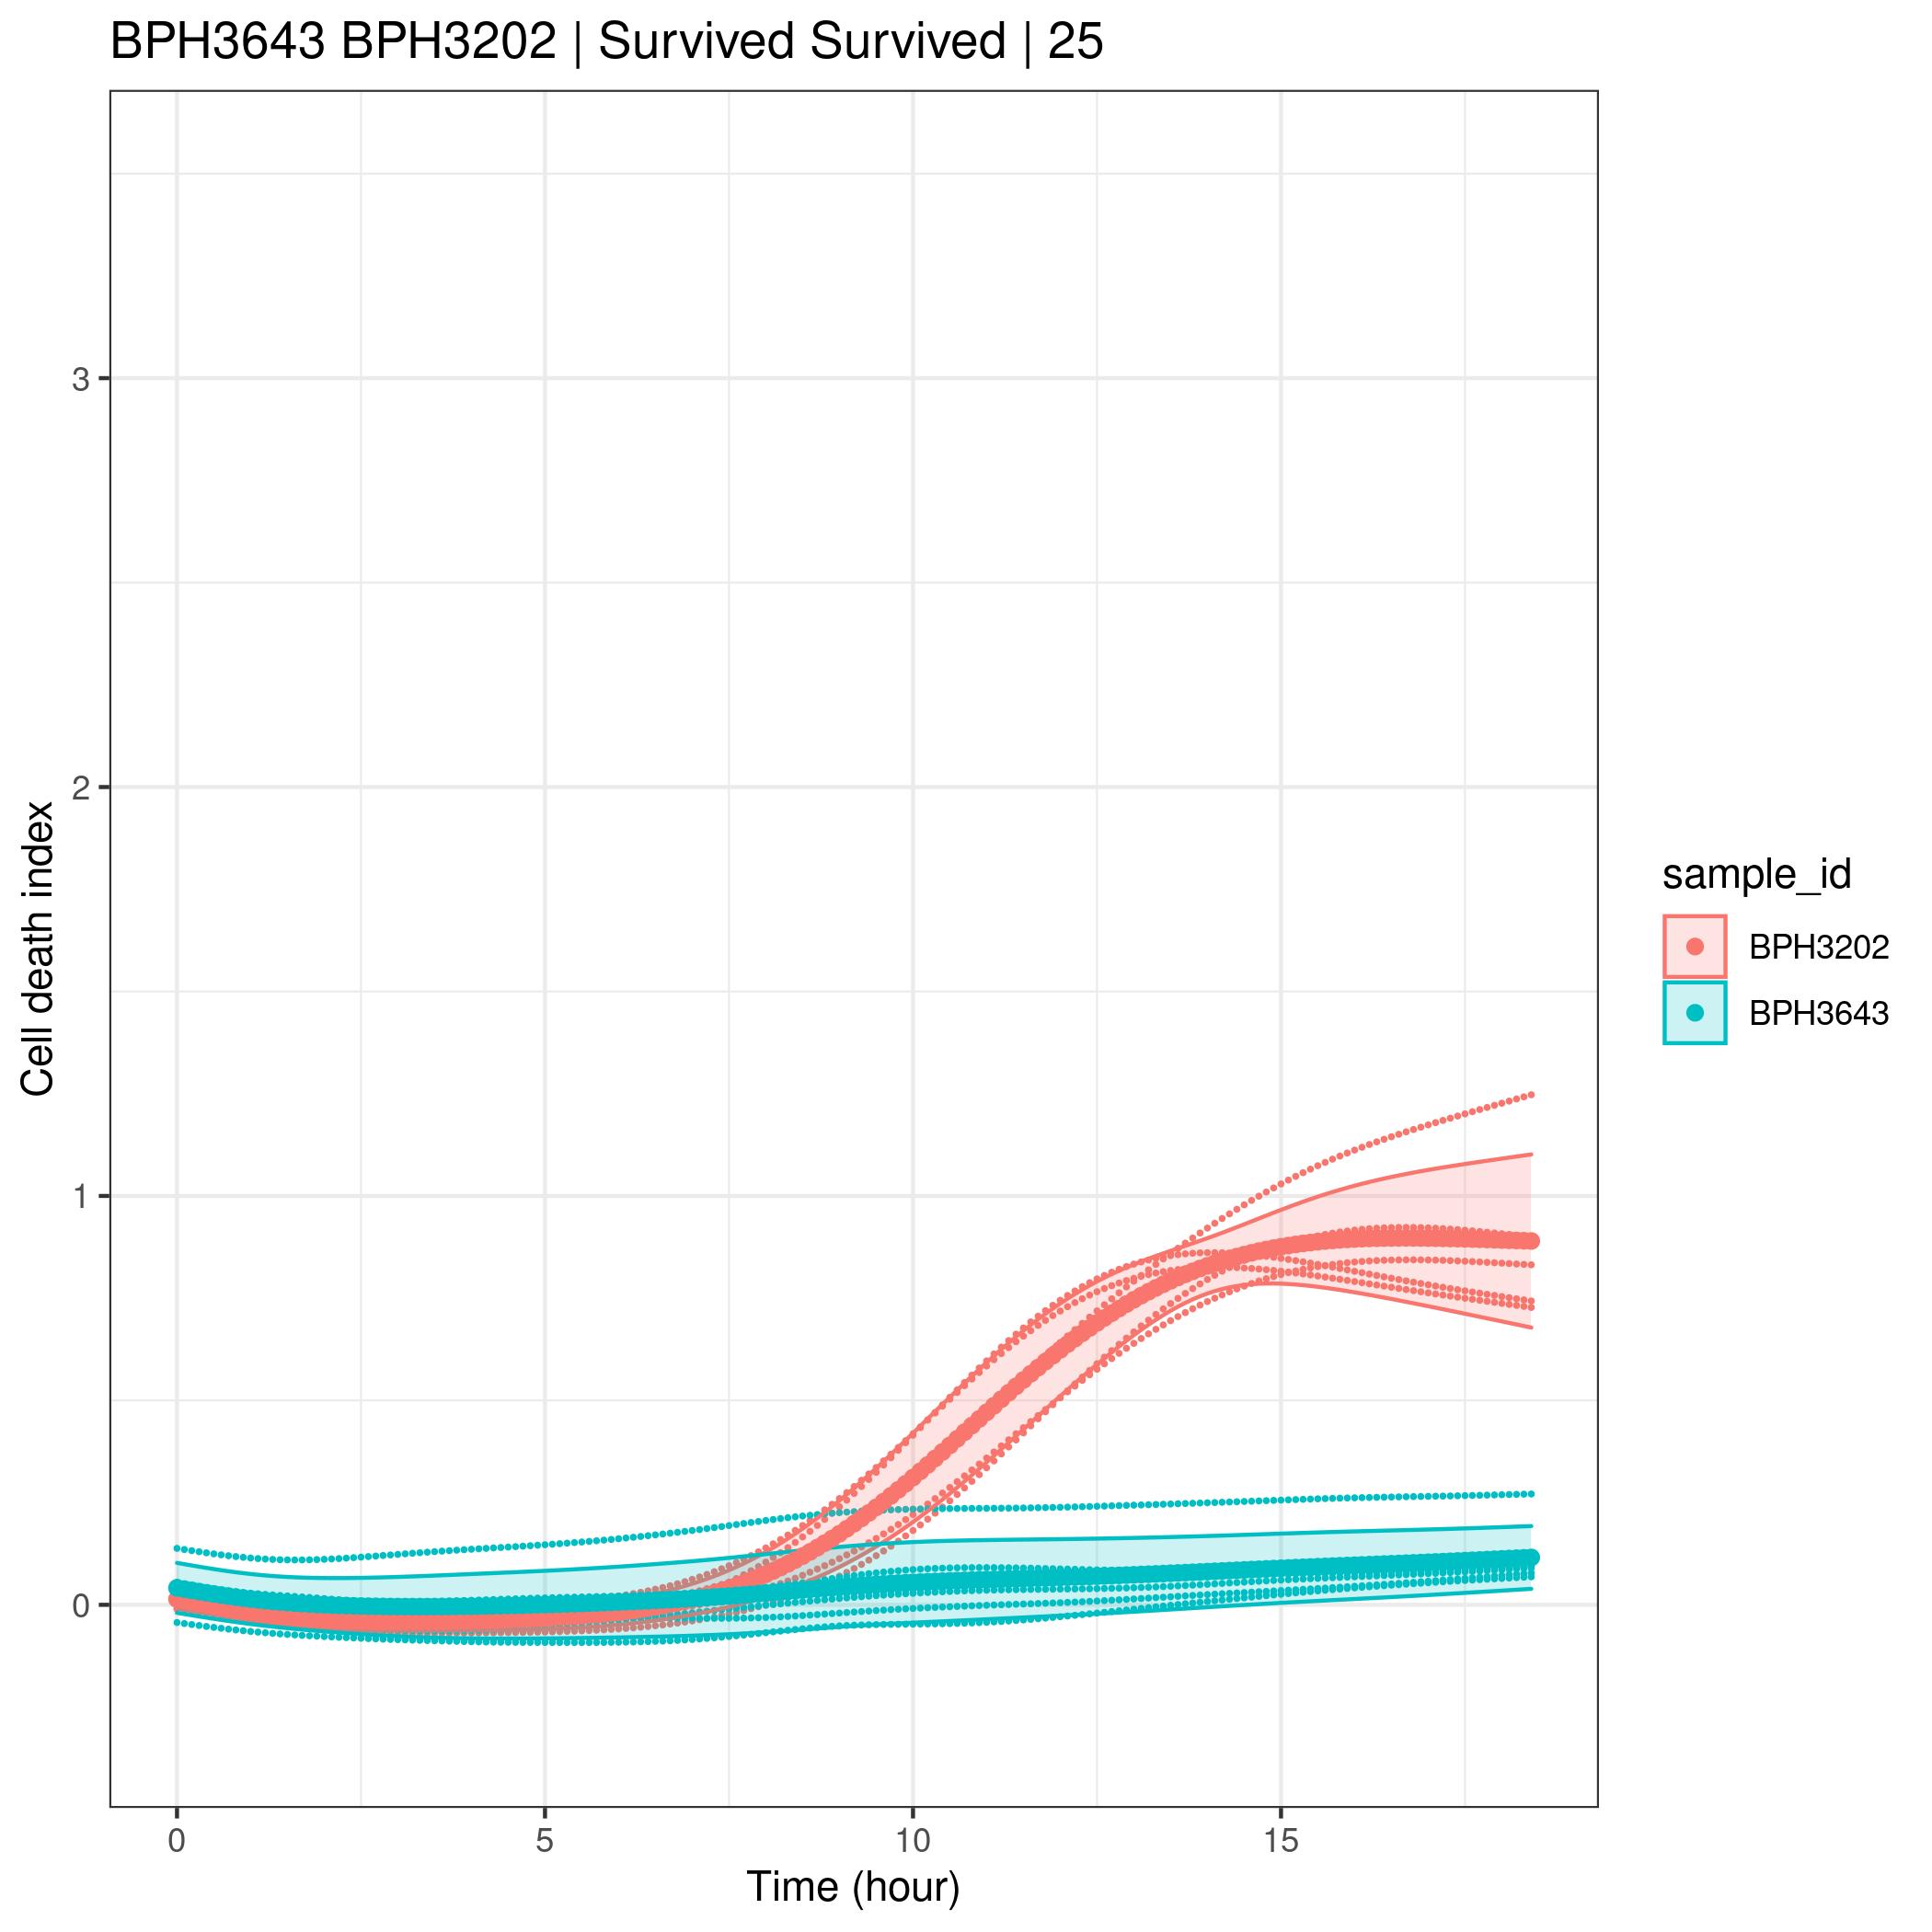 BPH3643 BPH3202 | Survived Survived | 25
Cell death index
3
2
1
0
0 5 10 15
Time (hour)
sample_id
BPH3202
BPH3643